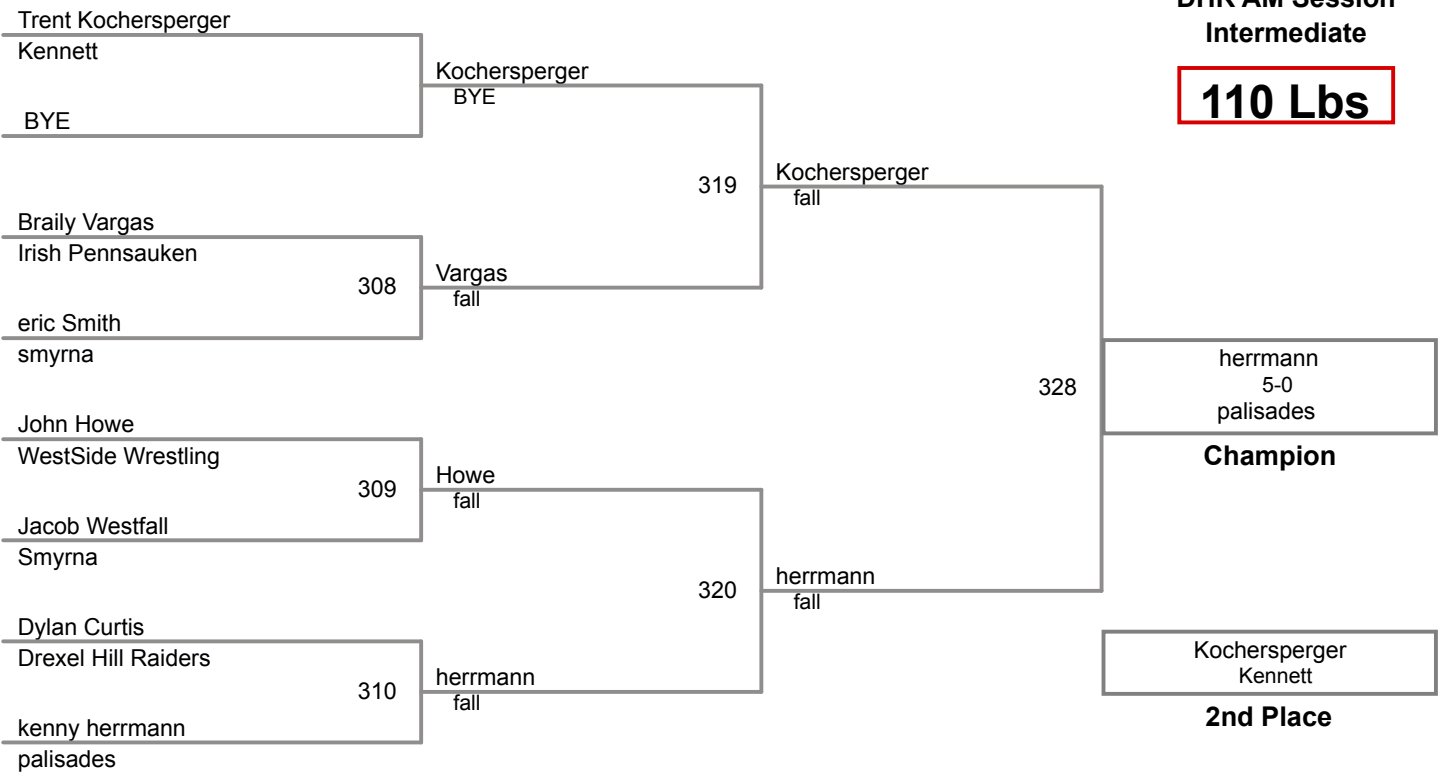 DHR AM Session
Intermediate
110 Lbs
Trent Kochersperger
Kennett
BYE
Kochersperger
BYE
319
Kochersperger
fall
Braily Vargas
Irish Pennsauken
308
Vargas
fall
eric Smith
smyrna
328
herrmann
5-0
palisades
Champion
John Howe
WestSide Wrestling
309
Howe
fall
Jacob Westfall
Smyrna
320
herrmann
fall
Dylan Curtis
Drexel Hill Raiders
310
herrmann
fall
kenny herrmann
palisades
Kochersperger
Kennett
2nd Place